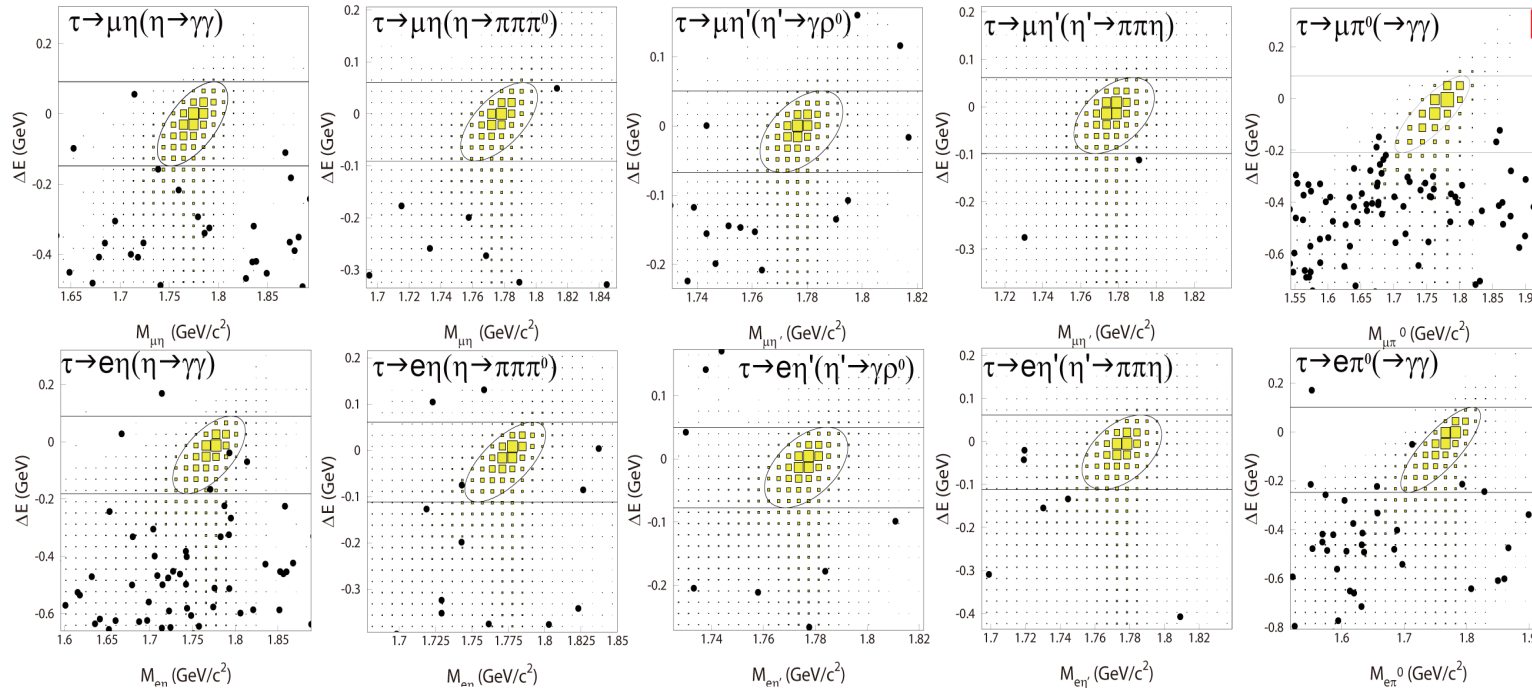 τ→μη(η→γγ)
0.2
0
-0.2
-0.4
ΔE (GeV)
1.65 1.7 1.75 1.8 1.85
M_μη (GeV/c²)
τ→μη(η→πππ⁰)
0.2
0.1
0
-0.1
-0.2
-0.3
ΔE (GeV)
1.7 1.74 1.76 1.78 1.8 1.82 1.84
M_μη (GeV/c²)
τ→μη'(η'→γρ⁰)
0.1
0
-0.1
-0.2
ΔE (GeV)
1.74 1.76 1.78 1.8 1.82
M_μη′ (GeV/c²)
τ→μη'(η'→ππη)
0.2
0.1
0
-0.1
-0.2
-0.3
ΔE (GeV)
1.72 1.74 1.76 1.78 1.8 1.82
M_μη′ (GeV/c²)
τ→μπ⁰(→γγ)
0.2
0
-0.2
-0.4
-0.6
ΔE (GeV)
1.55 1.6 1.65 1.7 1.75 1.8 1.85 1.9
M_μπ⁰ (GeV/c²)
τ→eη(η→γγ)
0.2
0
-0.2
-0.4
-0.6
ΔE (GeV)
1.6 1.65 1.7 1.75 1.8 1.85
M_eη (GeV/c²)
τ→eη(η→πππ⁰)
0.2
0.1
0
-0.1
-0.2
-0.3
ΔE (GeV)
1.7 1.725 1.75 1.775 1.80 1.825 1.85
M_eη (GeV/c²)
τ→eη'(η'→γρ⁰)
0.1
0
-0.1
-0.2
ΔE (GeV)
1.74 1.76 1.78 1.8 1.82
M_eη′ (GeV/c²)
τ→eη'(η'→ππη)
0.2
0.1
0
-0.1
-0.2
-0.3
-0.4
ΔE (GeV)
1.7 1.72 1.74 1.76 1.78 1.8 1.82
M_eη′ (GeV/c²)
τ→eπ⁰(→γγ)
0.2
0
-0.2
-0.4
-0.6
-0.8
ΔE (GeV)
1.6 1.7 1.8 1.9
M_eπ⁰ (GeV/c²)